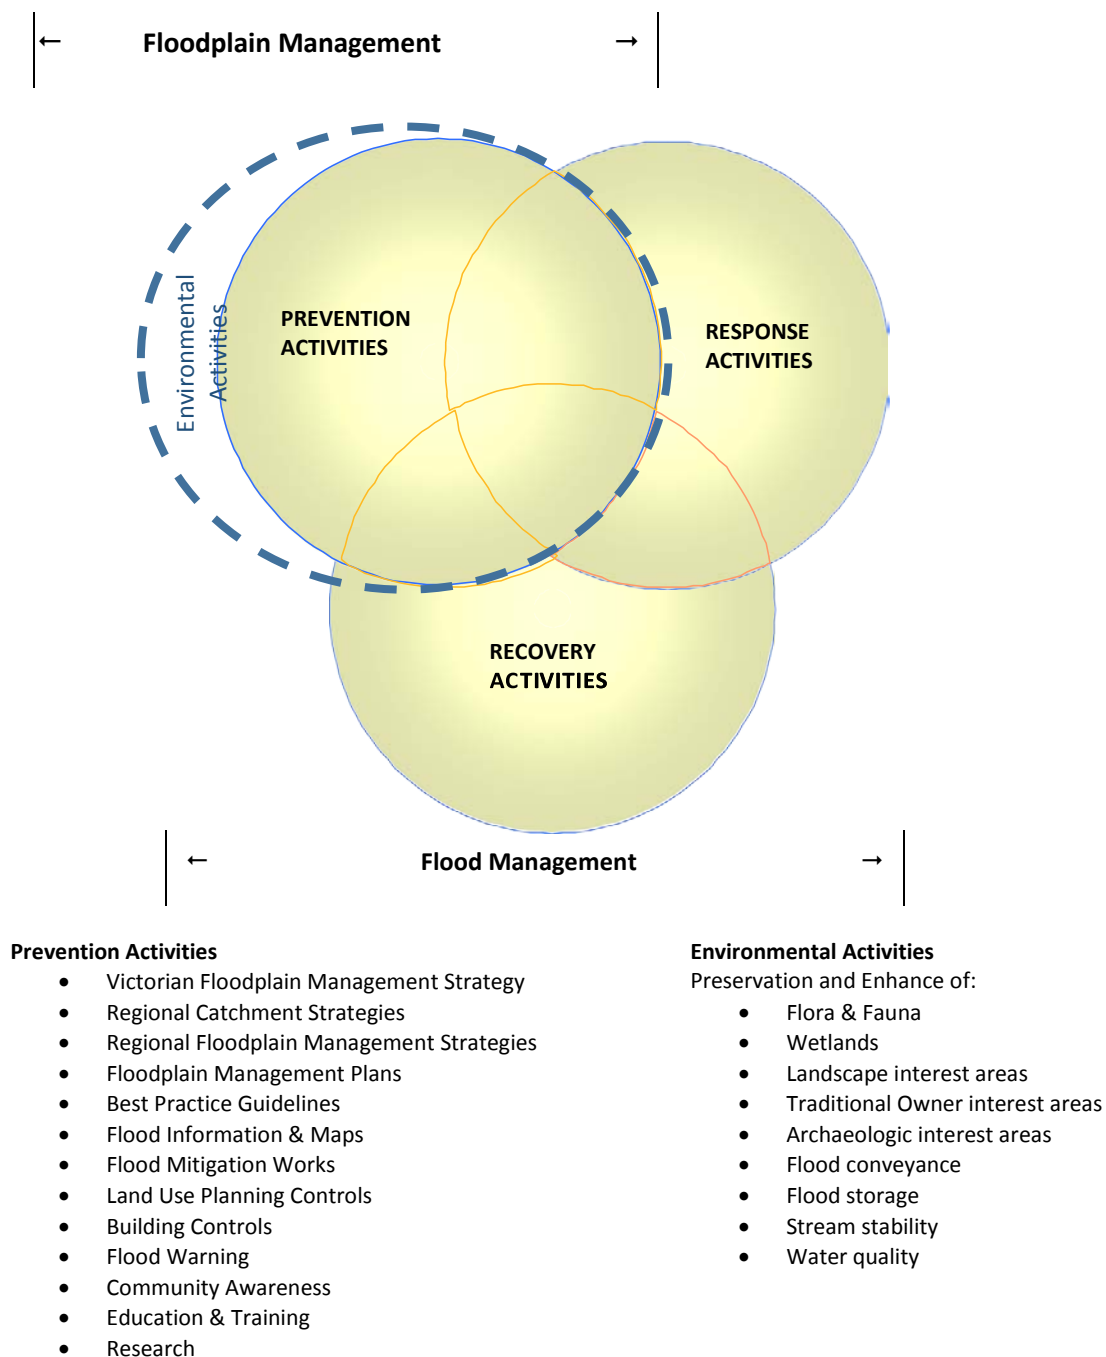 ← Floodplain Management →
Environmental
Activities
PREVENTION
ACTIVITIES
RESPONSE
ACTIVITIES
RECOVERY
ACTIVITIES
← Flood Management →
Prevention Activities
• Victorian Floodplain Management Strategy
• Regional Catchment Strategies
• Regional Floodplain Management Strategies
• Floodplain Management Plans
• Best Practice Guidelines
• Flood Information & Maps
• Flood Mitigation Works
• Land Use Planning Controls
• Building Controls
• Flood Warning
• Community Awareness
• Education & Training
• Research
Environmental Activities
Preservation and Enhance of:
• Flora & Fauna
• Wetlands
• Landscape interest areas
• Traditional Owner interest areas
• Archaeologic interest areas
• Flood conveyance
• Flood storage
• Stream stability
• Water quality